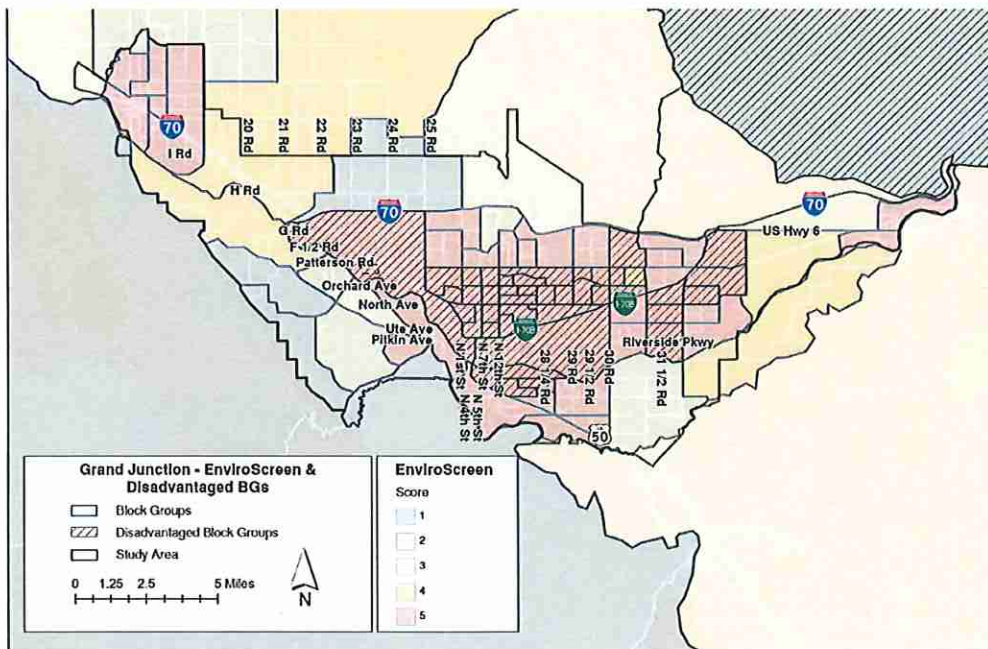 70
I Rd
20 Rd
21 Rd
22 Rd
23 Rd
24 Rd
25 Rd
H Rd
70
70
US Hwy 6
G Rd
F 1/2 Rd
Patterson Rd
Orchard Ave
North Ave
Ute Ave
Pitkin Ave
I-70B
I-70B
Riverside Pkwy
N 1st St
N 4th St
N 5th St
N 7th St
N 12th St
28 1/4 Rd
29 Rd
29 1/2 Rd
30 Rd
31 1/2 Rd
50
Grand Junction - EnviroScreen &
Disadvantaged BGs
Block Groups
Disadvantaged Block Groups
Study Area
0 1.25 2.5 5 Miles
N
EnviroScreen
Score
1
2
3
4
5